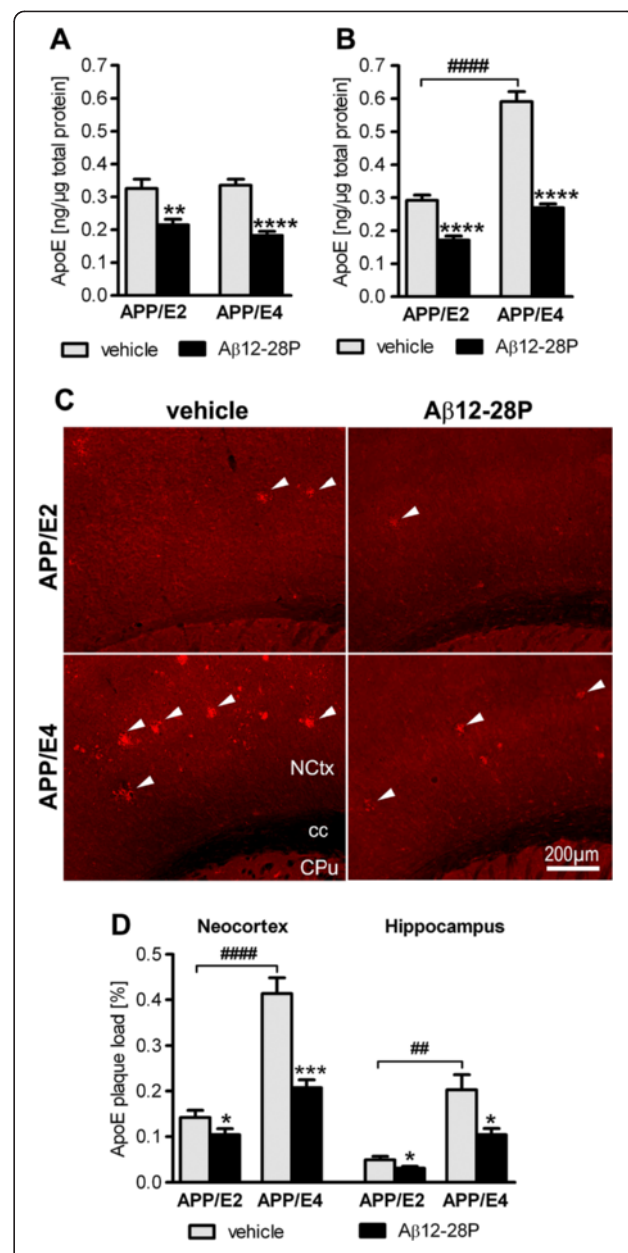 A
B
ApoE [ng/µg total protein]
0.7
0.6
0.5
0.4
0.3
0.2
0.1
0.0
**
****
APP/E2 APP/E4
vehicle Aβ12-28P
ApoE [ng/µg total protein]
0.7
0.6
0.5
0.4
0.3
0.2
0.1
0.0
####
****
****
APP/E2 APP/E4
vehicle Aβ12-28P
C
vehicle Aβ12-28P
APP/E2
APP/E4
NCtx
cc
CPu
200µm
D
Neocortex Hippocampus
ApoE plaque load [%]
0.5
0.4
0.3
0.2
0.1
0.0
####
*
***
##
*
*
APP/E2 APP/E4 APP/E2 APP/E4
vehicle Aβ12-28P